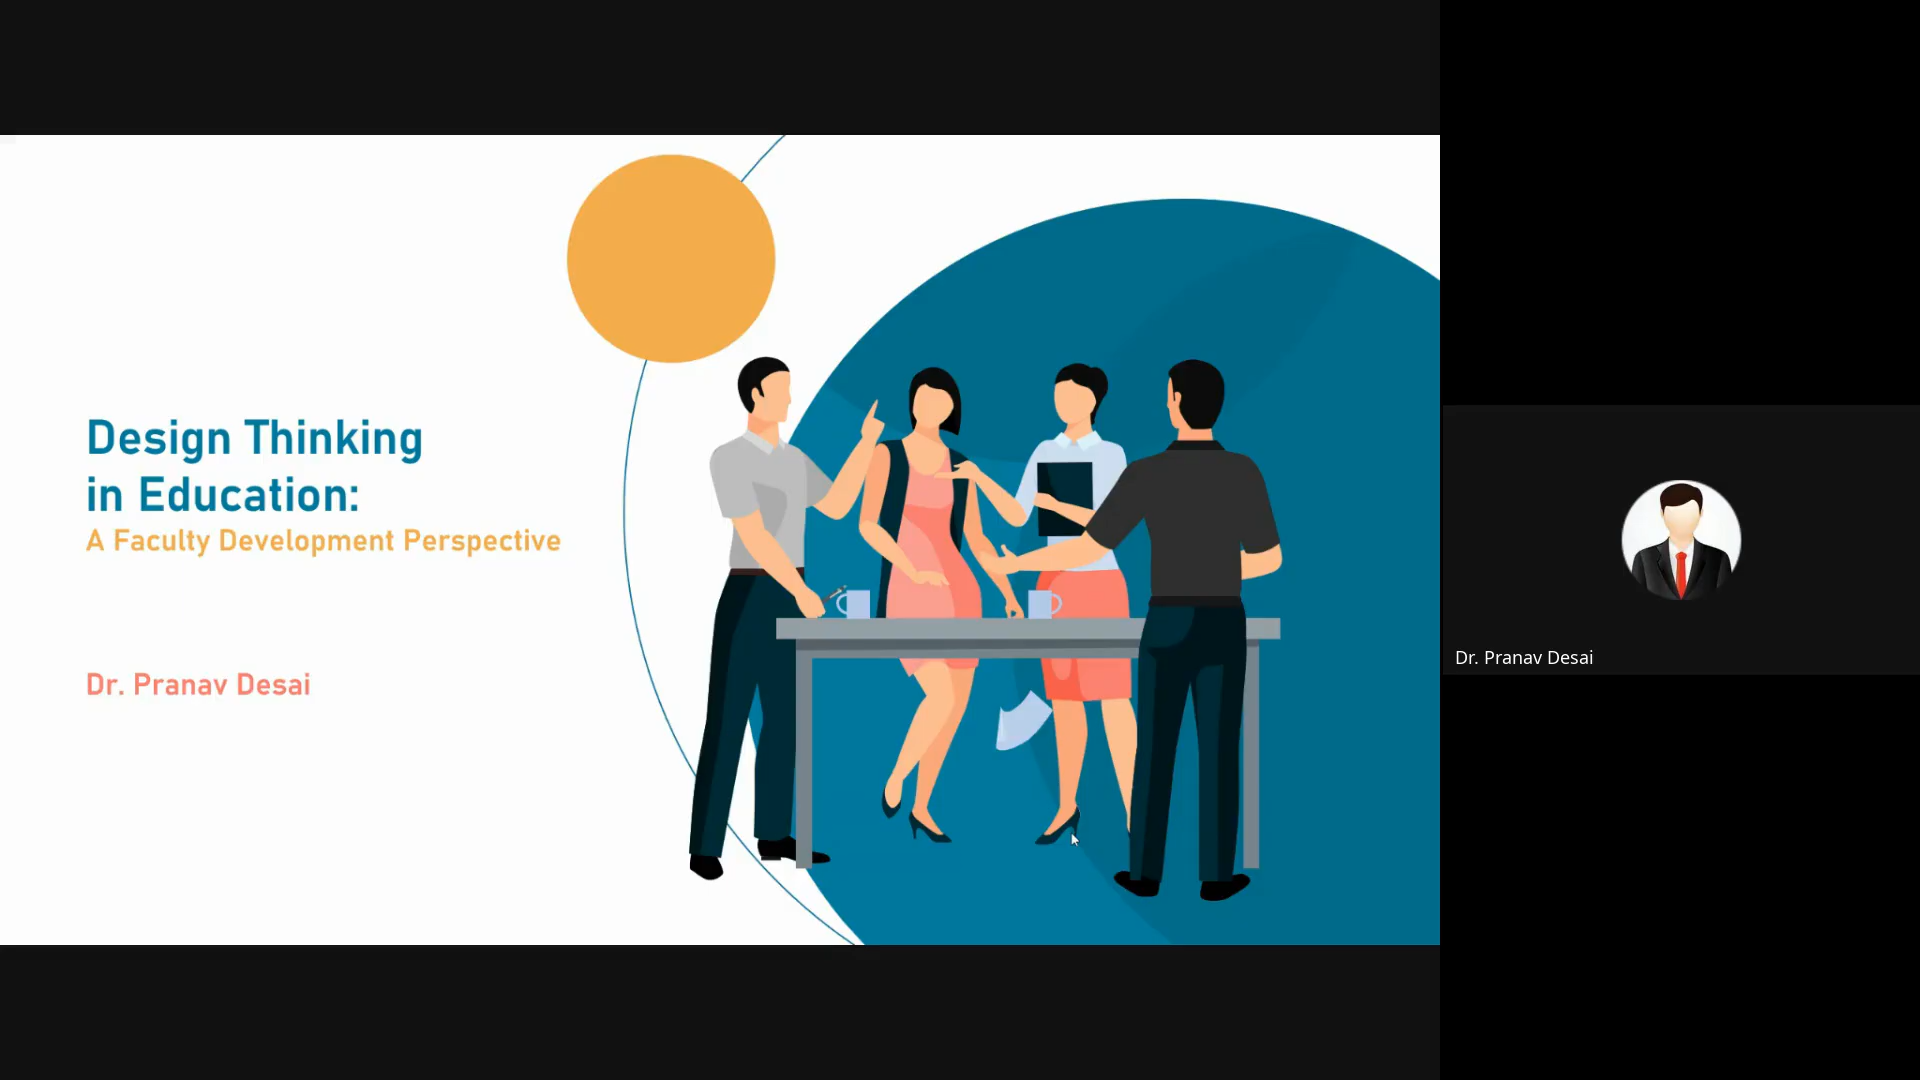 Design Thinking
in Education:
A Faculty Development Perspective
Dr. Pranav Desai
Dr. Pranav Desai